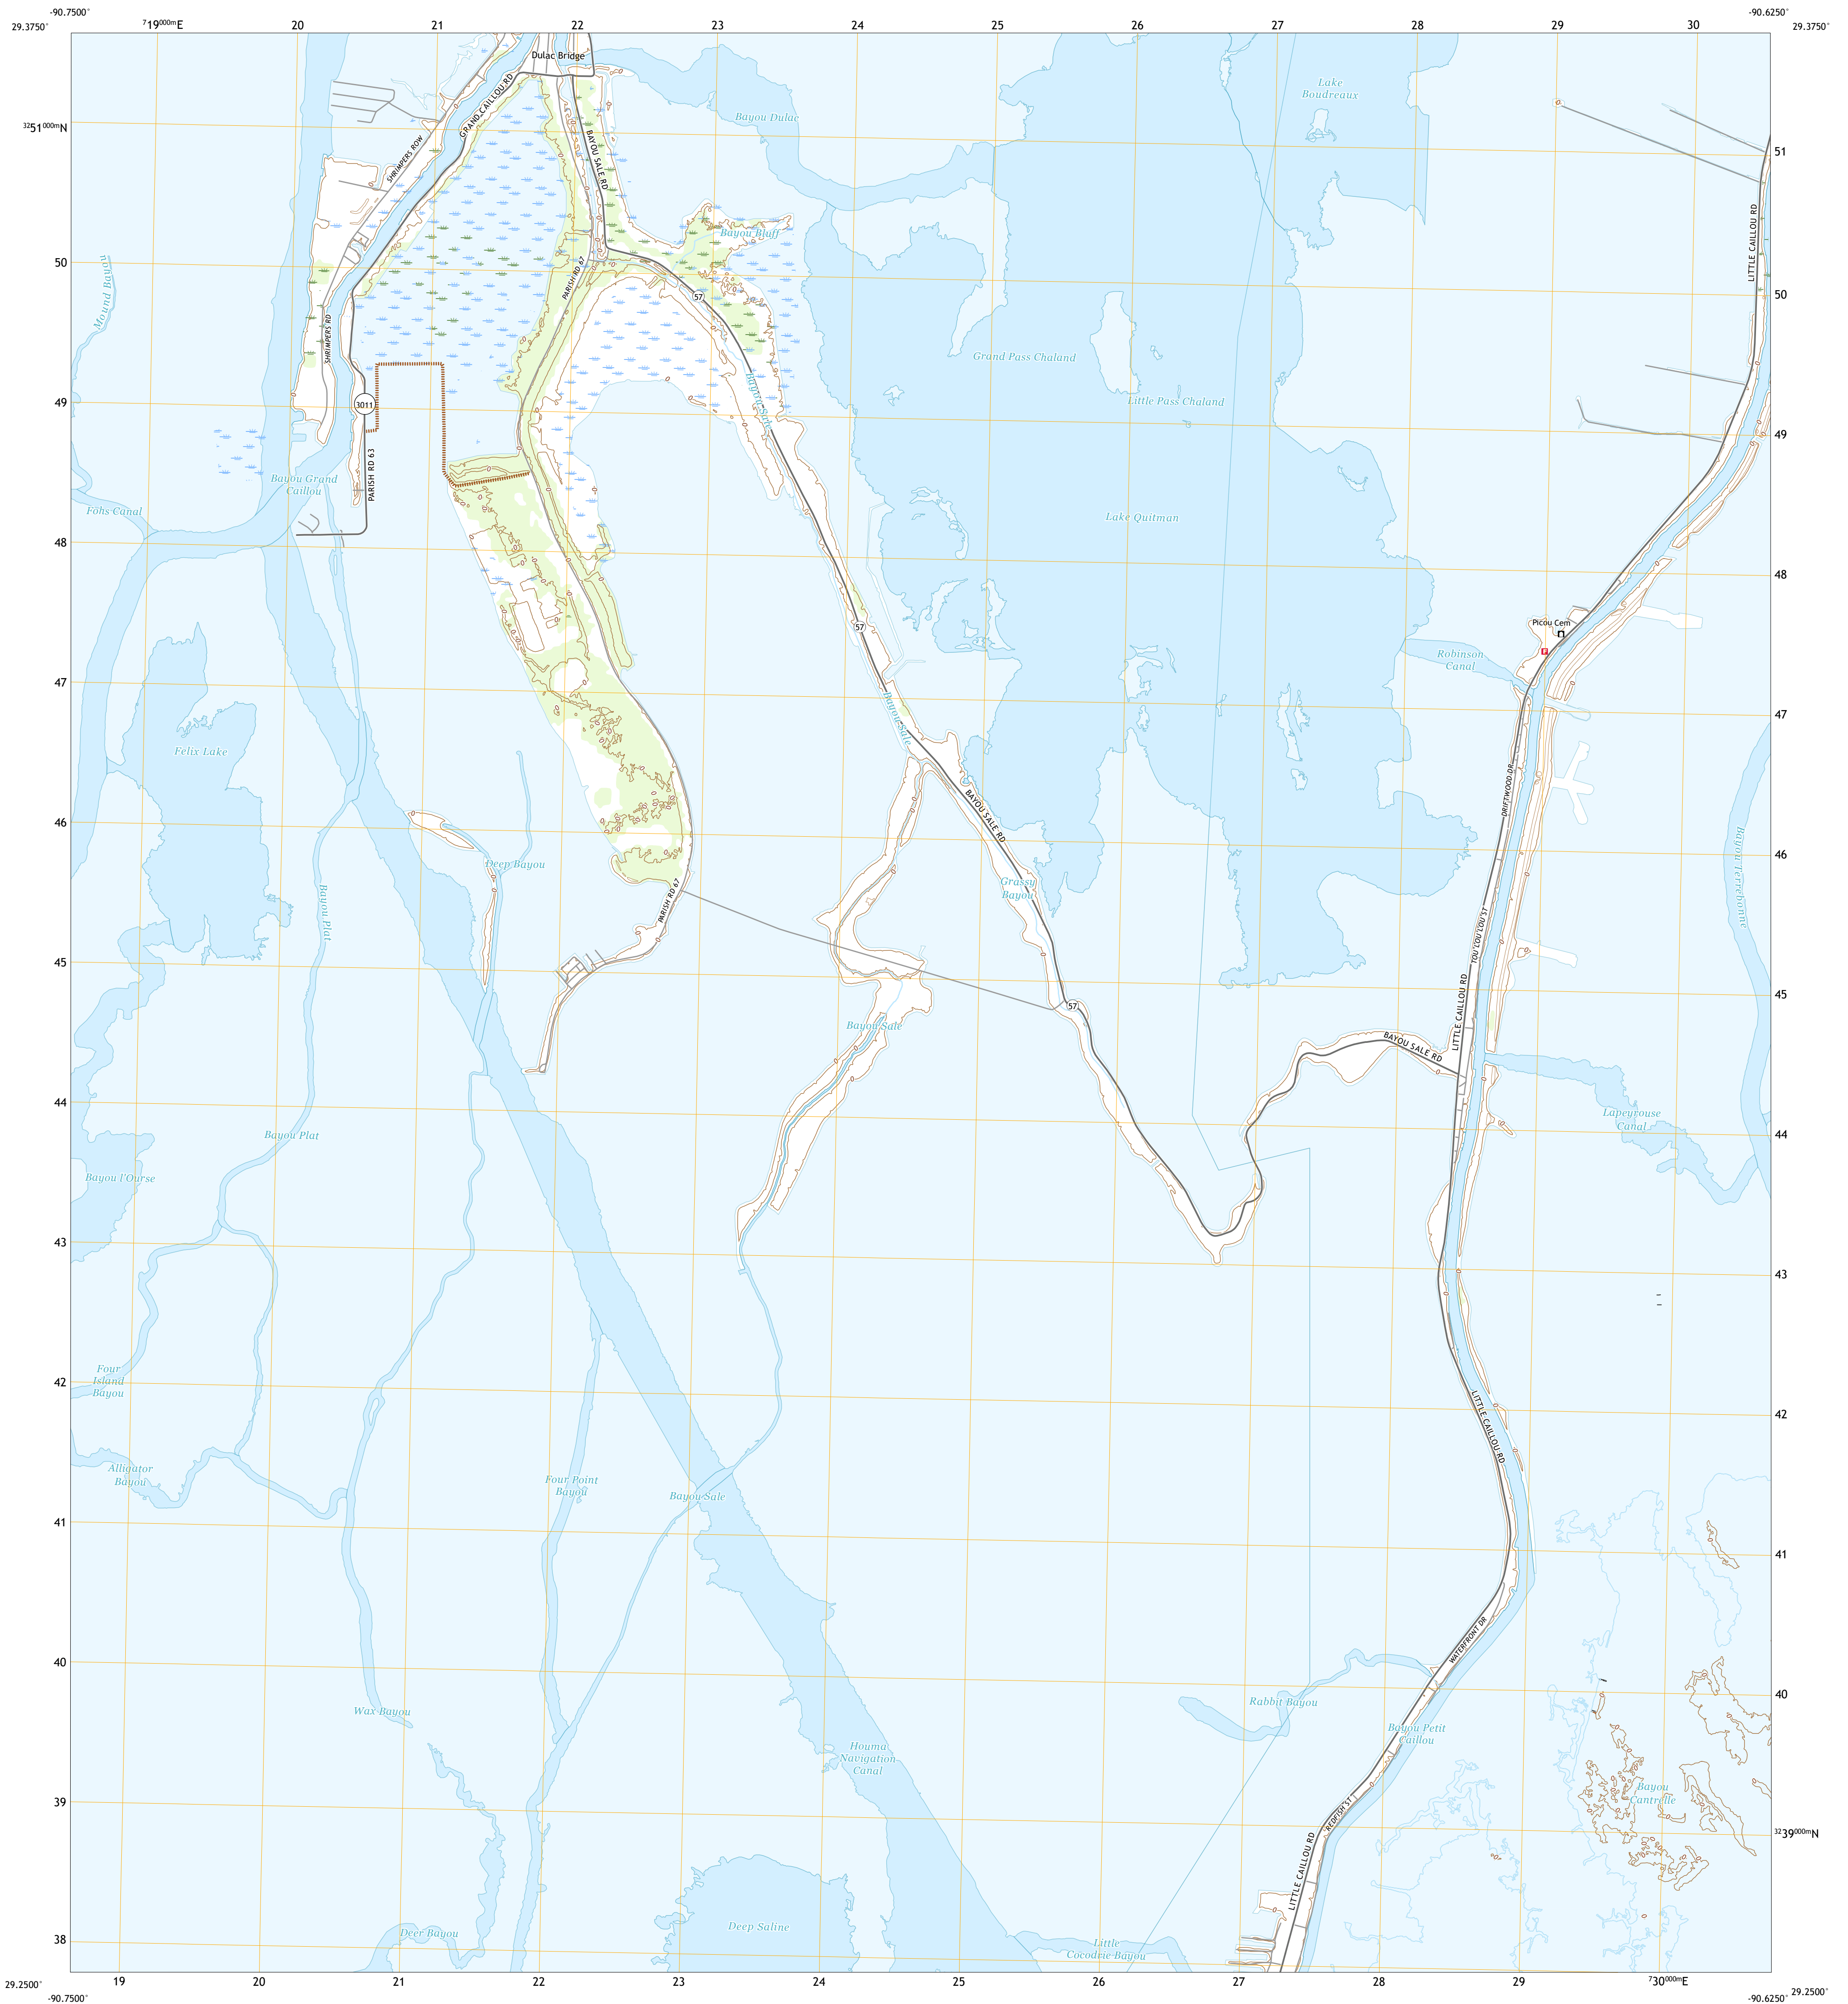 -90.7500°
-90.6250°
29.3750°
719000mE
20
21
22
23
24
25
26
27
28
29
30
29.3750°
Dulac Bridge
Lake
Boudreaux
GRAND CAILLOU RD
Bayou Dulac
3251000mN
SHRIMPERS ROW
BAYOU SALE RD
51
LITTLE CAILLOU RD
Bayou Bluff
50
PARISH RD 67
Mound Bayou
57
50
SHRIMPERS RD
Grand Pass Chaland
Bayou Sale
Little Pass Chaland
49
3011
49
PARISH RD 63
Bayou Grand
Caillou
Fohs Canal
Lake Quitman
48
48
57
Picou Cem
F
Robinson
Canal
47
Bayou Sale
47
Felix Lake
DRIFTWOOD DR
BAYOU SALE RD
46
Deep Bayou
Bayou Terrebonne
46
Grassy
Bayou
PARISH RD 67
Bayou Plat
TOU LOU LOU ST
45
LITTLE CAILLOU RD
57
45
Bayou Sale
BAYOU SALE RD
44
Lapeyrouse
Canal
Bayou Plat
44
Bayou l'Ourse
43
43
Four
Island
Bayou
42
LITTLE CAILLOU RD
42
Alligator
Bayou
Four Point
Bayou
Bayou Sale
41
41
WATERFRONT DR
40
Rabbit Bayou
40
Wax Bayou
Bayou Petit
Caillou
Houma
Navigation
Canal
Bayou
Cantrelle
39
REDFISH ST
3239000mN
LITTLE CAILLOU RD
Deep Saline
Deer Bayou
38
Little
Cocodrie Bayou
29.2500°
19
20
21
22
23
24
25
26
27
28
29
730000mE
29.2500°
-90.7500°
-90.6250°